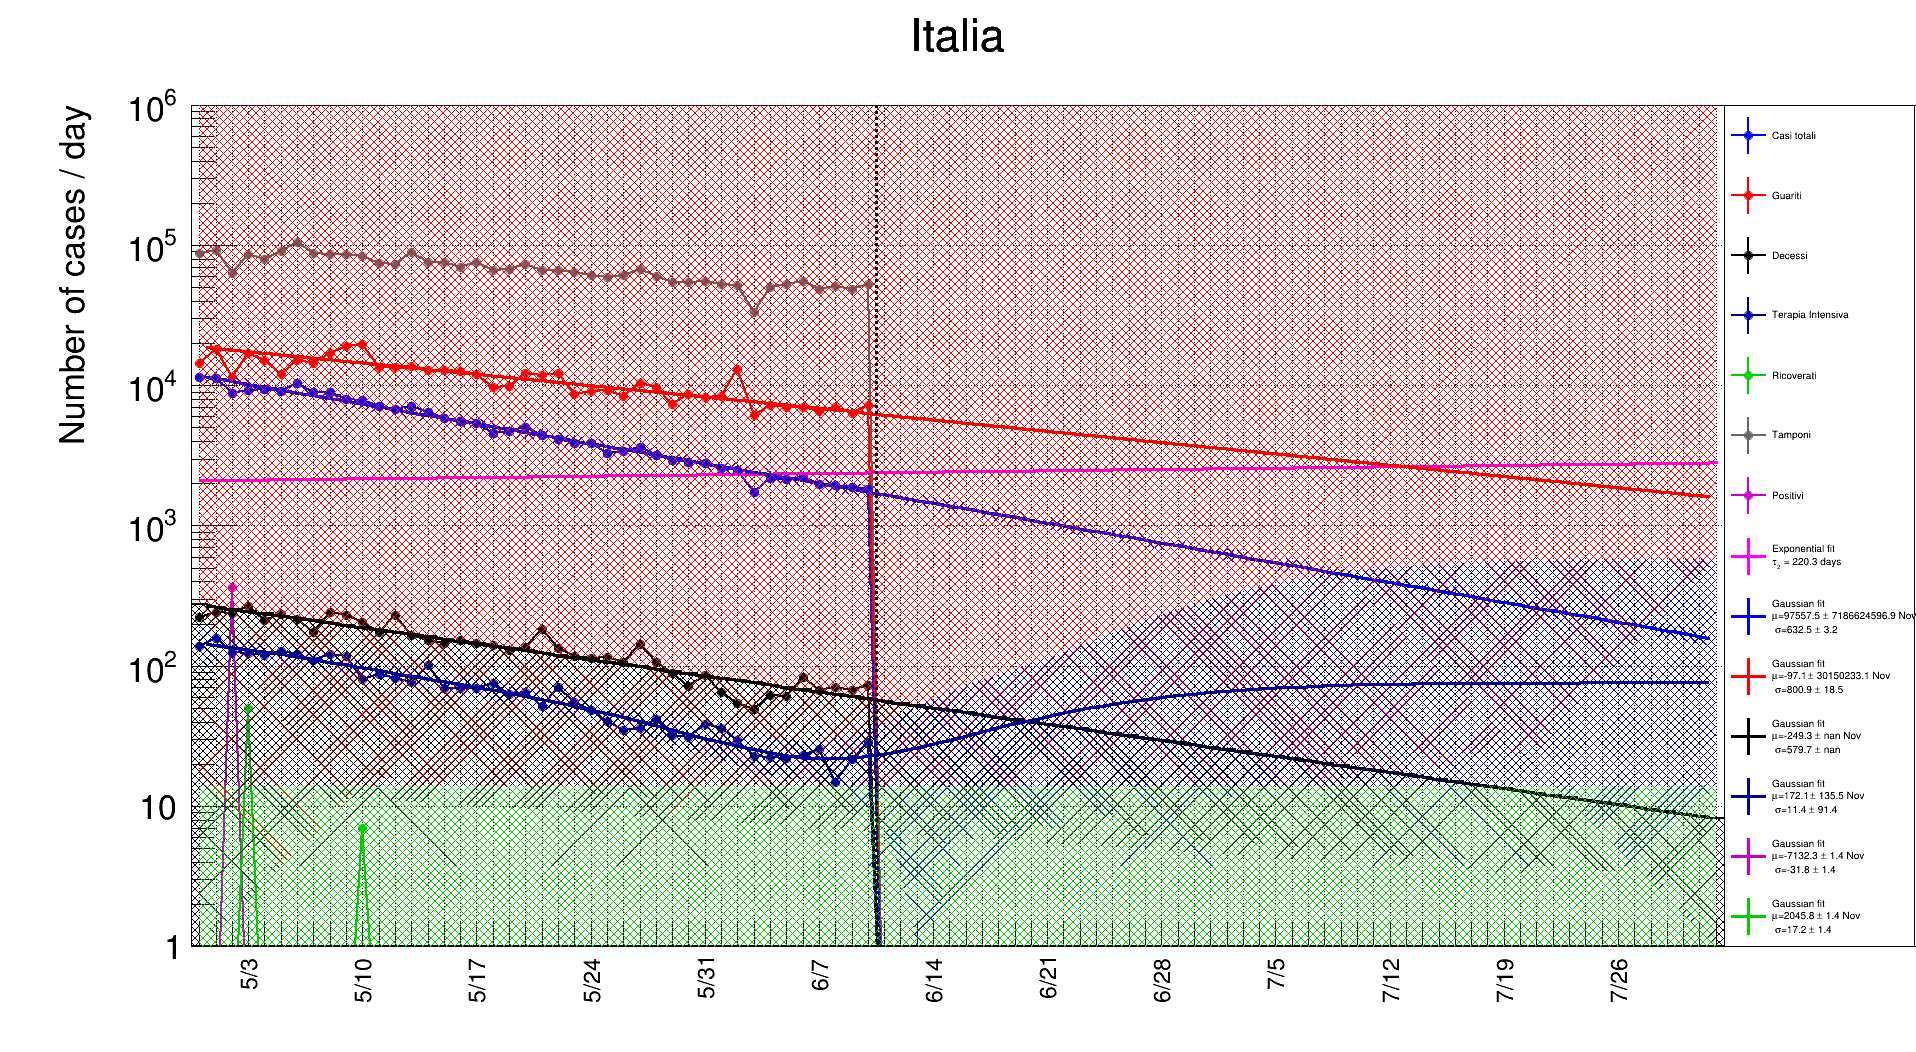 Italia
Number of cases / day
10^6
10^5
10^4
10^3
10^2
10
1
5/3
5/10
5/17
5/24
5/31
6/7
6/14
6/21
6/28
7/5
7/12
7/19
7/26
Casi totali
Guariti
Decessi
Terapia Intensiva
Ricoverati
Tamponi
Positivi
Exponential fit
τ₂ = 220.3 days
Gaussian fit
μ=97557.5 ± 7186624596.9 Nov
σ=632.5 ± 3.2
Gaussian fit
μ=-97.1 ± 30150233.1 Nov
σ=800.9 ± 18.5
Gaussian fit
μ=-249.3 ± nan Nov
σ=579.7 ± nan
Gaussian fit
μ=172.1 ± 135.5 Nov
σ=11.4 ± 91.4
Gaussian fit
μ=-7132.3 ± 1.4 Nov
σ=-31.8 ± 1.4
Gaussian fit
μ=2045.8 ± 1.4 Nov
σ=17.2 ± 1.4